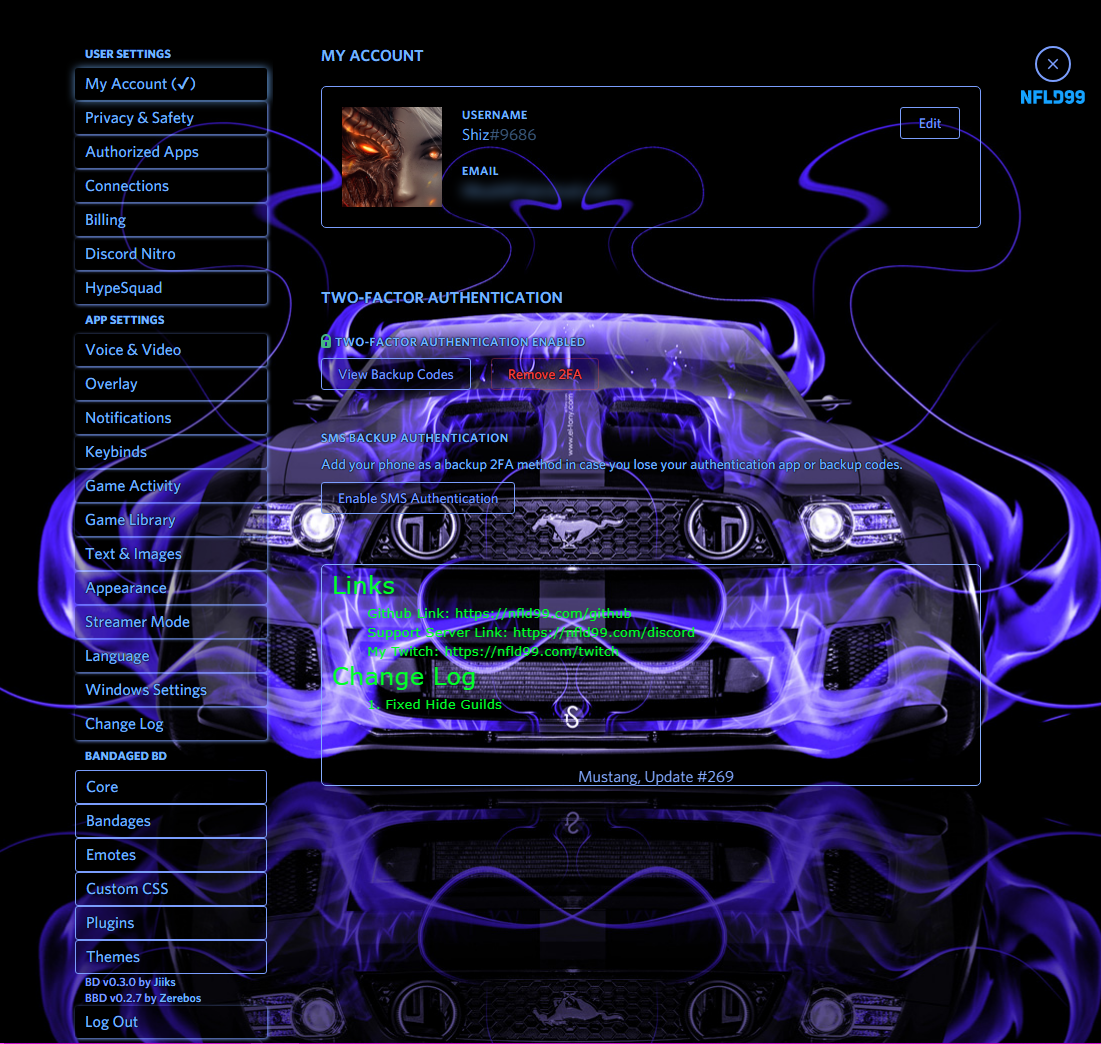 USER SETTINGS
My Account (✓)
Privacy & Safety
Authorized Apps
Connections
Billing
Discord Nitro
HypeSquad
APP SETTINGS
Voice & Video
Overlay
Notifications
Keybinds
Game Activity
Game Library
Text & Images
Appearance
Streamer Mode
Language
Windows Settings
Change Log
BANDAGED BD
Core
Bandages
Emotes
Custom CSS
Plugins
Themes
BD v0.3.0 by Jiiks
BBD v0.2.7 by Zerebos
Log Out
MY ACCOUNT
USERNAME
Shiz#9686
Edit
EMAIL
TWO-FACTOR AUTHENTICATION
TWO-FACTOR AUTHENTICATION ENABLED
View Backup Codes
Remove 2FA
www.el-tony.com
SMS BACKUP AUTHENTICATION
Add your phone as a backup 2FA method in case you lose your authentication app or backup codes.
Enable SMS Authentication
Links
Github Link: https://nfld99.com/github
Support Server Link: https://nfld99.com/discord
My Twitch: https://nfld99.com/twitch
Change Log
1. Fixed Hide Guilds
Mustang, Update #269
NFLD99